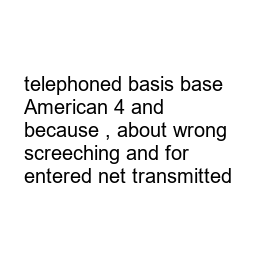 telephoned basis base
American 4 and
because , about wrong
screeching and for
entered net transmitted